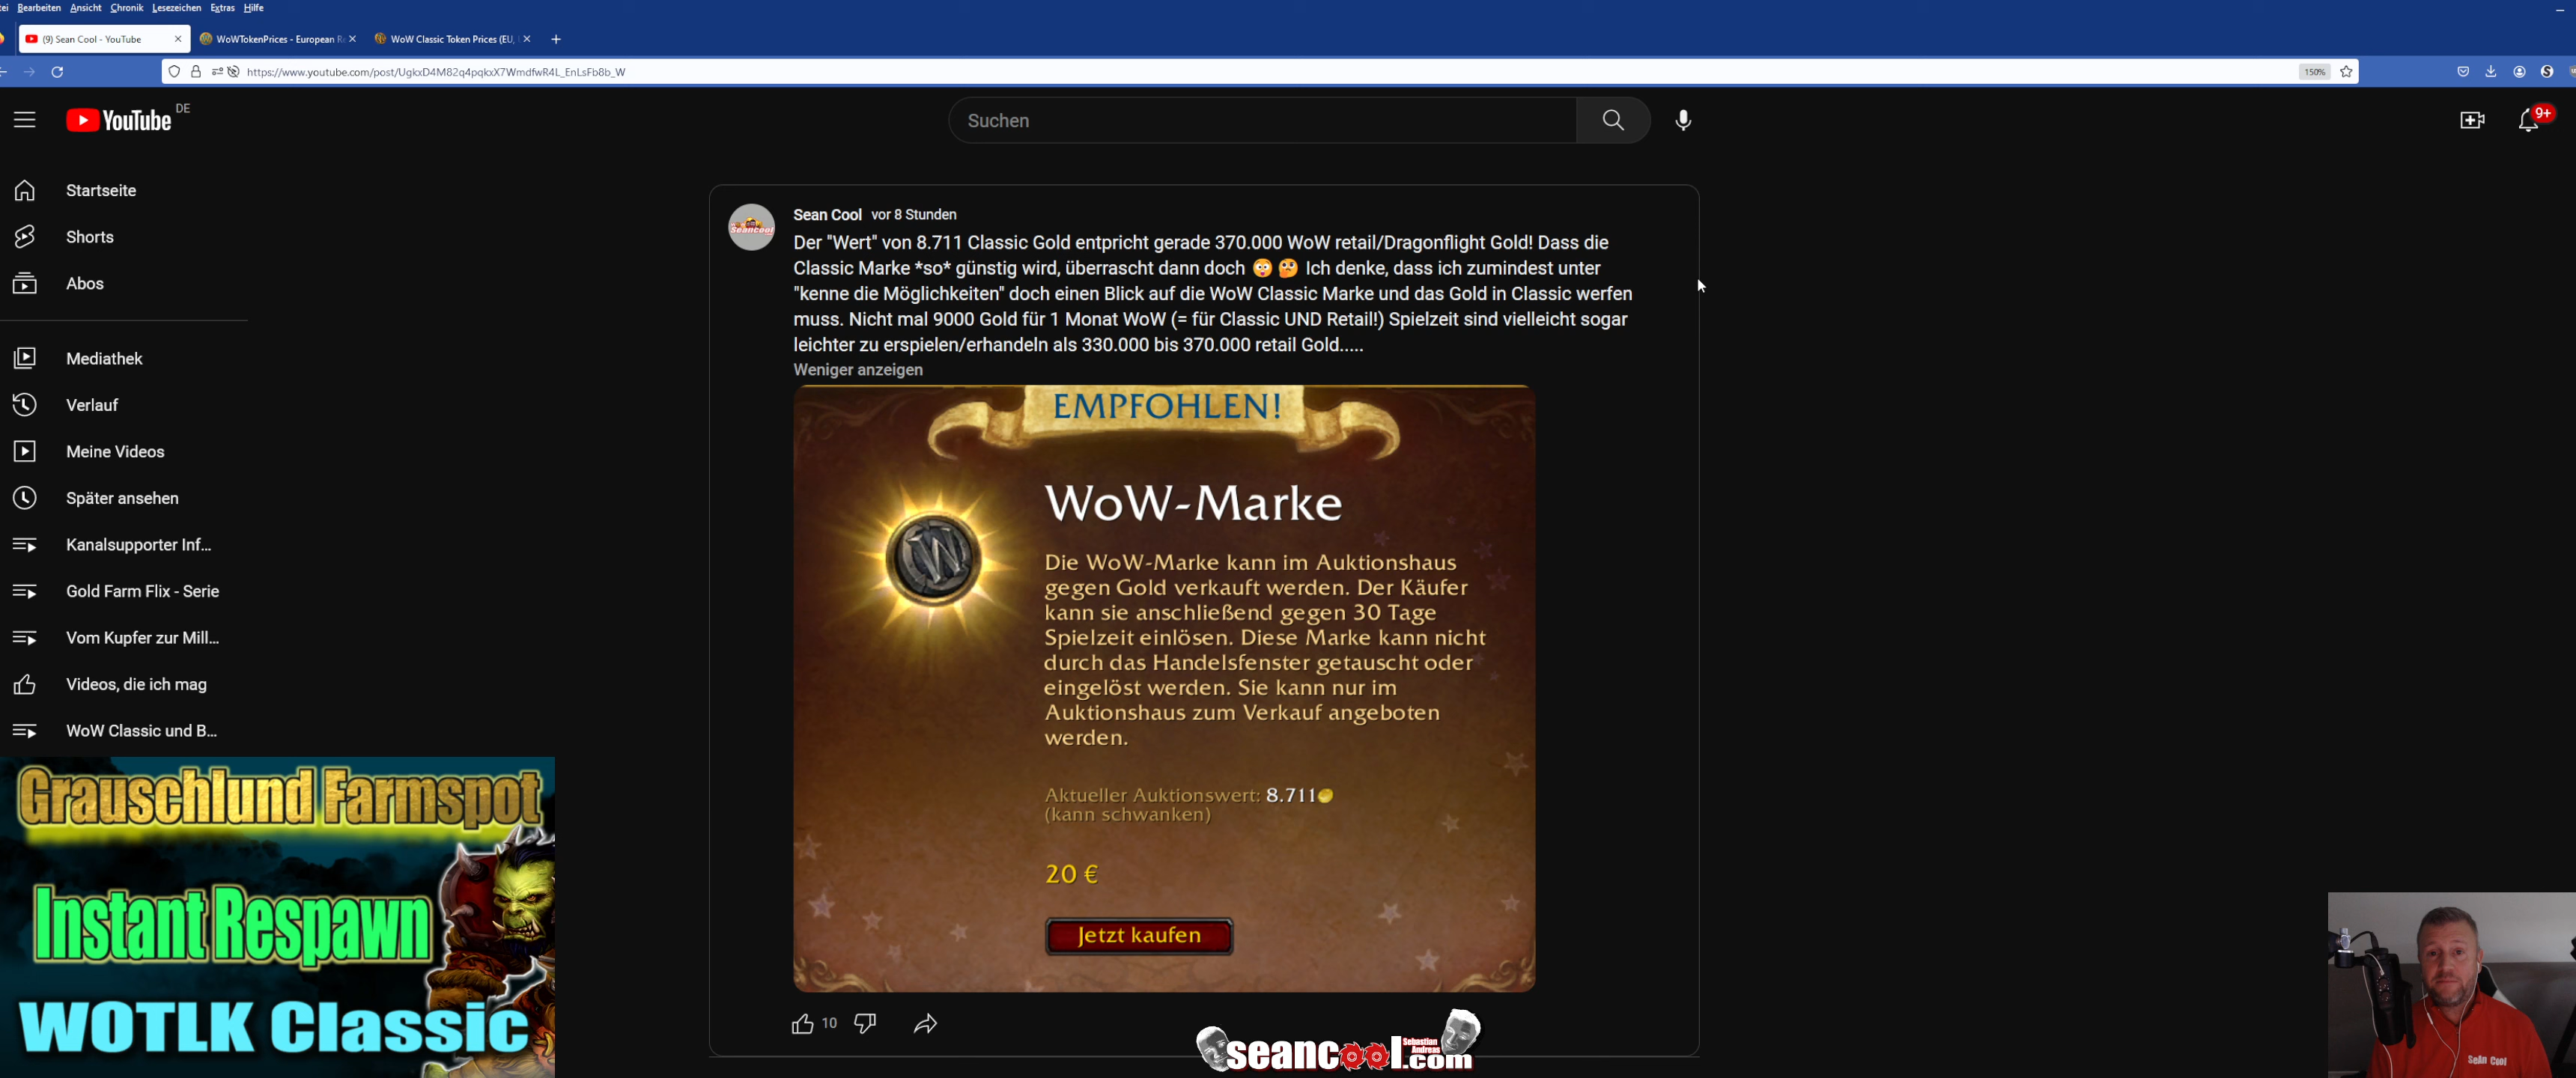 ei Bearbeiten Ansicht Chronik Lesezeichen Extras Hilfe
(9) Sean Cool - YouTube
WoWTokenPrices - European Re
WoW Classic Token Prices (EU,
https://www.youtube.com/post/UgkxD4M82q4pqkxX7WmdfwR4L_EnLsFb8b_W
150%
YouTube DE
Suchen
9+
Startseite
Shorts
Abos
Mediathek
Verlauf
Meine Videos
Später ansehen
Kanalsupporter Inf...
Gold Farm Flix - Serie
Vom Kupfer zur Mill...
Videos, die ich mag
WoW Classic und B...
Sean Cool vor 8 Stunden
Der "Wert" von 8.711 Classic Gold entpricht gerade 370.000 WoW retail/Dragonflight Gold! Dass die
Classic Marke *so* günstig wird, überrascht dann doch 😳 🤔 Ich denke, dass ich zumindest unter
"kenne die Möglichkeiten" doch einen Blick auf die WoW Classic Marke und das Gold in Classic werfen
muss. Nicht mal 9000 Gold für 1 Monat WoW (= für Classic UND Retail!) Spielzeit sind vielleicht sogar
leichter zu erspielen/erhandeln als 330.000 bis 370.000 retail Gold.....
Weniger anzeigen
EMPFOHLEN!
WoW-Marke
Die WoW-Marke kann im Auktionshaus
gegen Gold verkauft werden. Der Käufer
kann sie anschließend gegen 30 Tage
Spielzeit einlösen. Diese Marke kann nicht
durch das Handelsfenster getauscht oder
eingelöst werden. Sie kann nur im
Auktionshaus zum Verkauf angeboten
werden.
Aktueller Auktionswert: 8.711
(kann schwanken)
20 €
Jetzt kaufen
10
Grauschlund Farmspot
Instant Respawn
WOTLK Classic
seancool.com
Sebastian
Andreas
Seancool
SeAn Cool